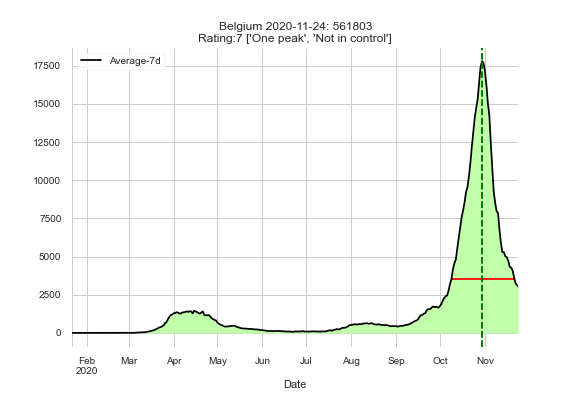 Belgium 2020-11-24: 561803
Rating:7 ['One peak', 'Not in control']
Average-7d
17500
15000
12500
10000
7500
5000
2500
0
Feb Mar Apr May Jun Jul Aug Sep Oct Nov
2020
Date